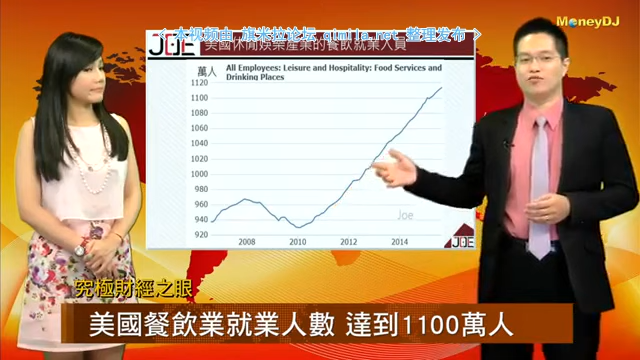 < 本视频由 旗米拉论坛 qimila.net 整理发布 >
MoneyDJ
JOE
美國休閒娛樂產業的餐飲就業人員
萬人
All Employees: Leisure and Hospitality: Food Services and
Drinking Places
1120
1100
1080
1060
1040
1020
1000
980
960
940
920
2008
2010
2012
2014
Joe
JOE
究極財經之眼
美國餐飲業就業人數 達到1100萬人